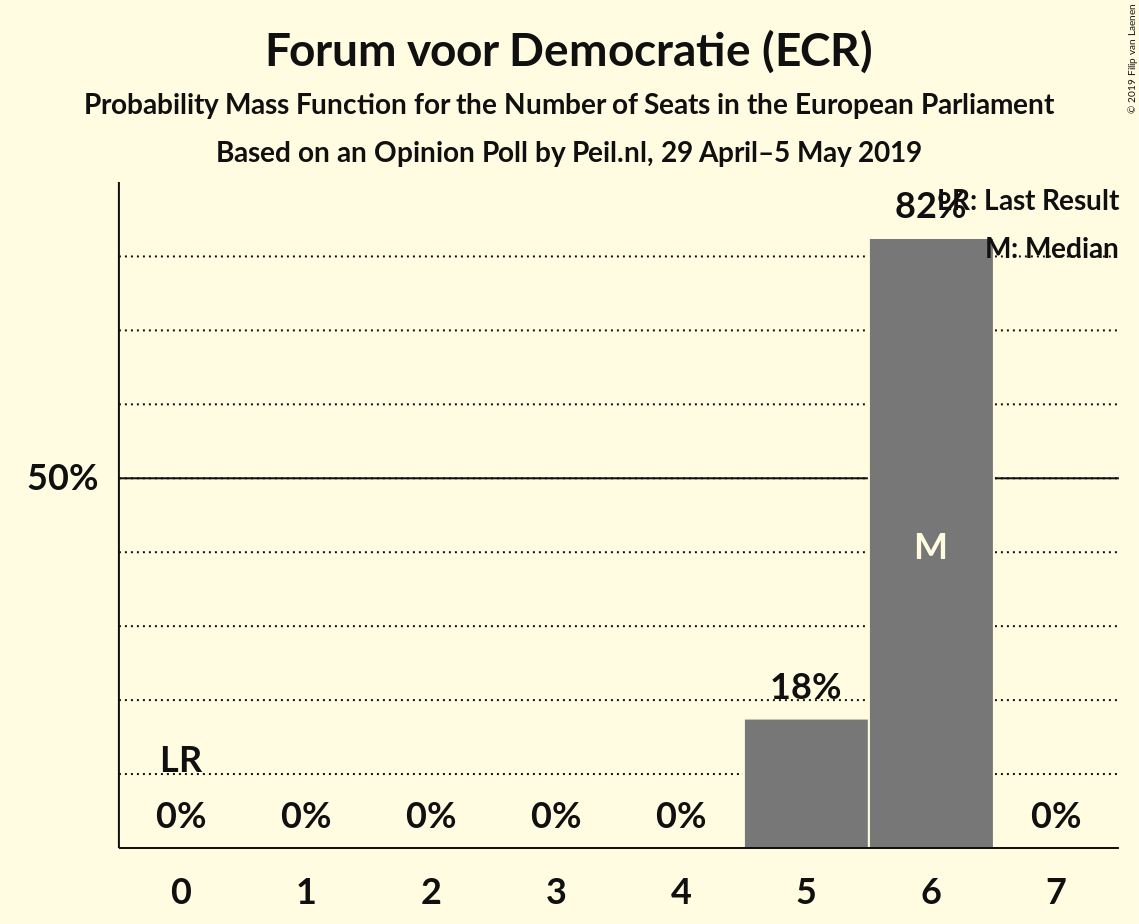 Forum voor Democratie (ECR)
Probability Mass Function for the Number of Seats in the European Parliament
Based on an Opinion Poll by Peil.nl, 29 April–5 May 2019
© 2019 Filip van Laenen
82%
LR: Last Result
M: Median
50%
M
18%
LR
0% 0% 0% 0% 0% 0%
0 1 2 3 4 5 6 7